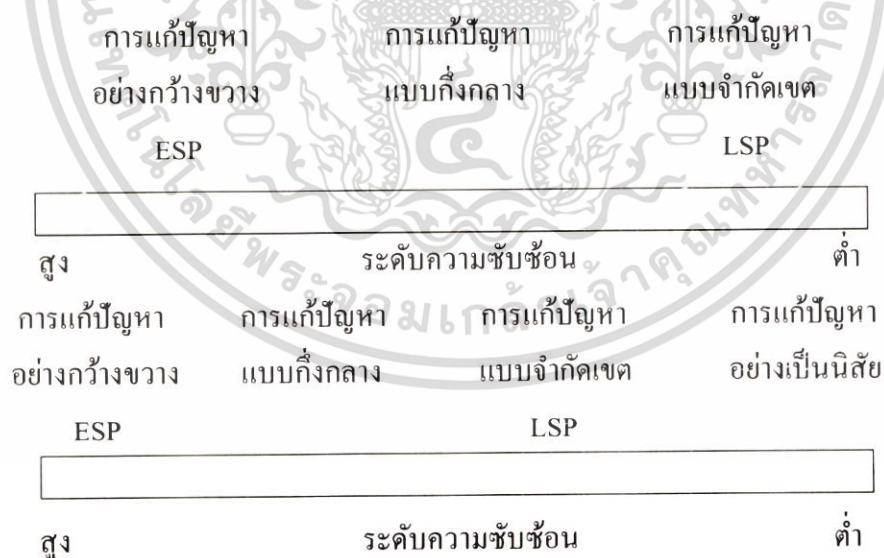 การแก้ปัญหา การแก้ปัญหา การแก้ปัญหา
อย่างกว้างขวาง แบบกึ่งกลาง แบบจำกัดเขต
ESP LSP
สูง ระดับความซับซ้อน ต่ำ
การแก้ปัญหา การแก้ปัญหา การแก้ปัญหา การแก้ปัญหา
อย่างกว้างขวาง แบบกึ่งกลาง แบบจำกัดเขต อย่างเป็นนิสัย
ESP LSP
สูง ระดับความซับซ้อน ต่ำ